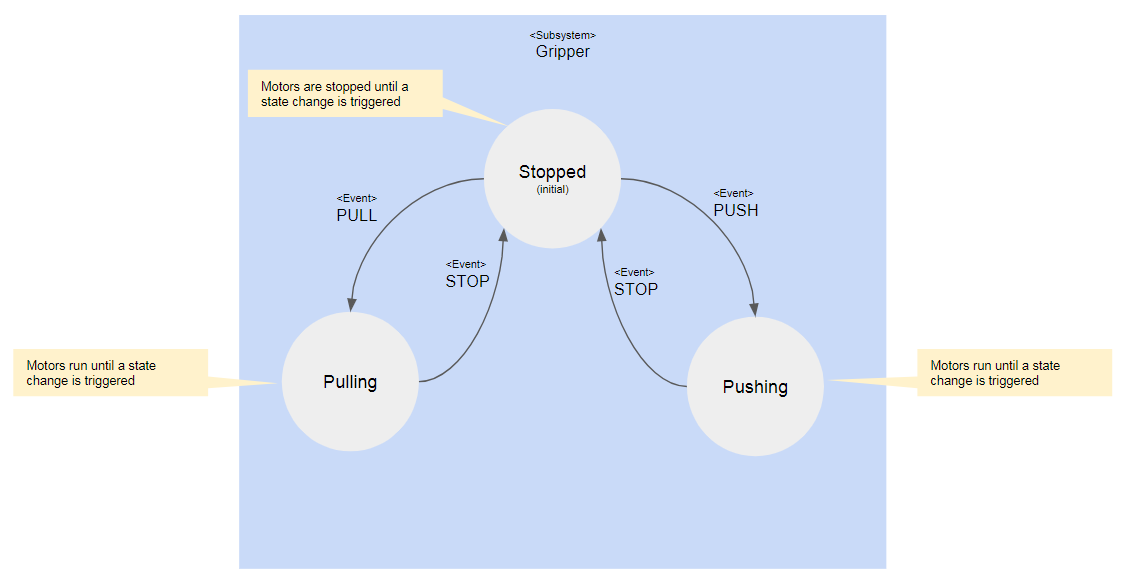 <Subsystem>
Gripper
Motors are stopped until a
state change is triggered
Stopped
(initial)
<Event>
PULL
<Event>
PUSH
<Event>
STOP
<Event>
STOP
Motors run until a state
change is triggered
Pulling
Pushing
Motors run until a state
change is triggered